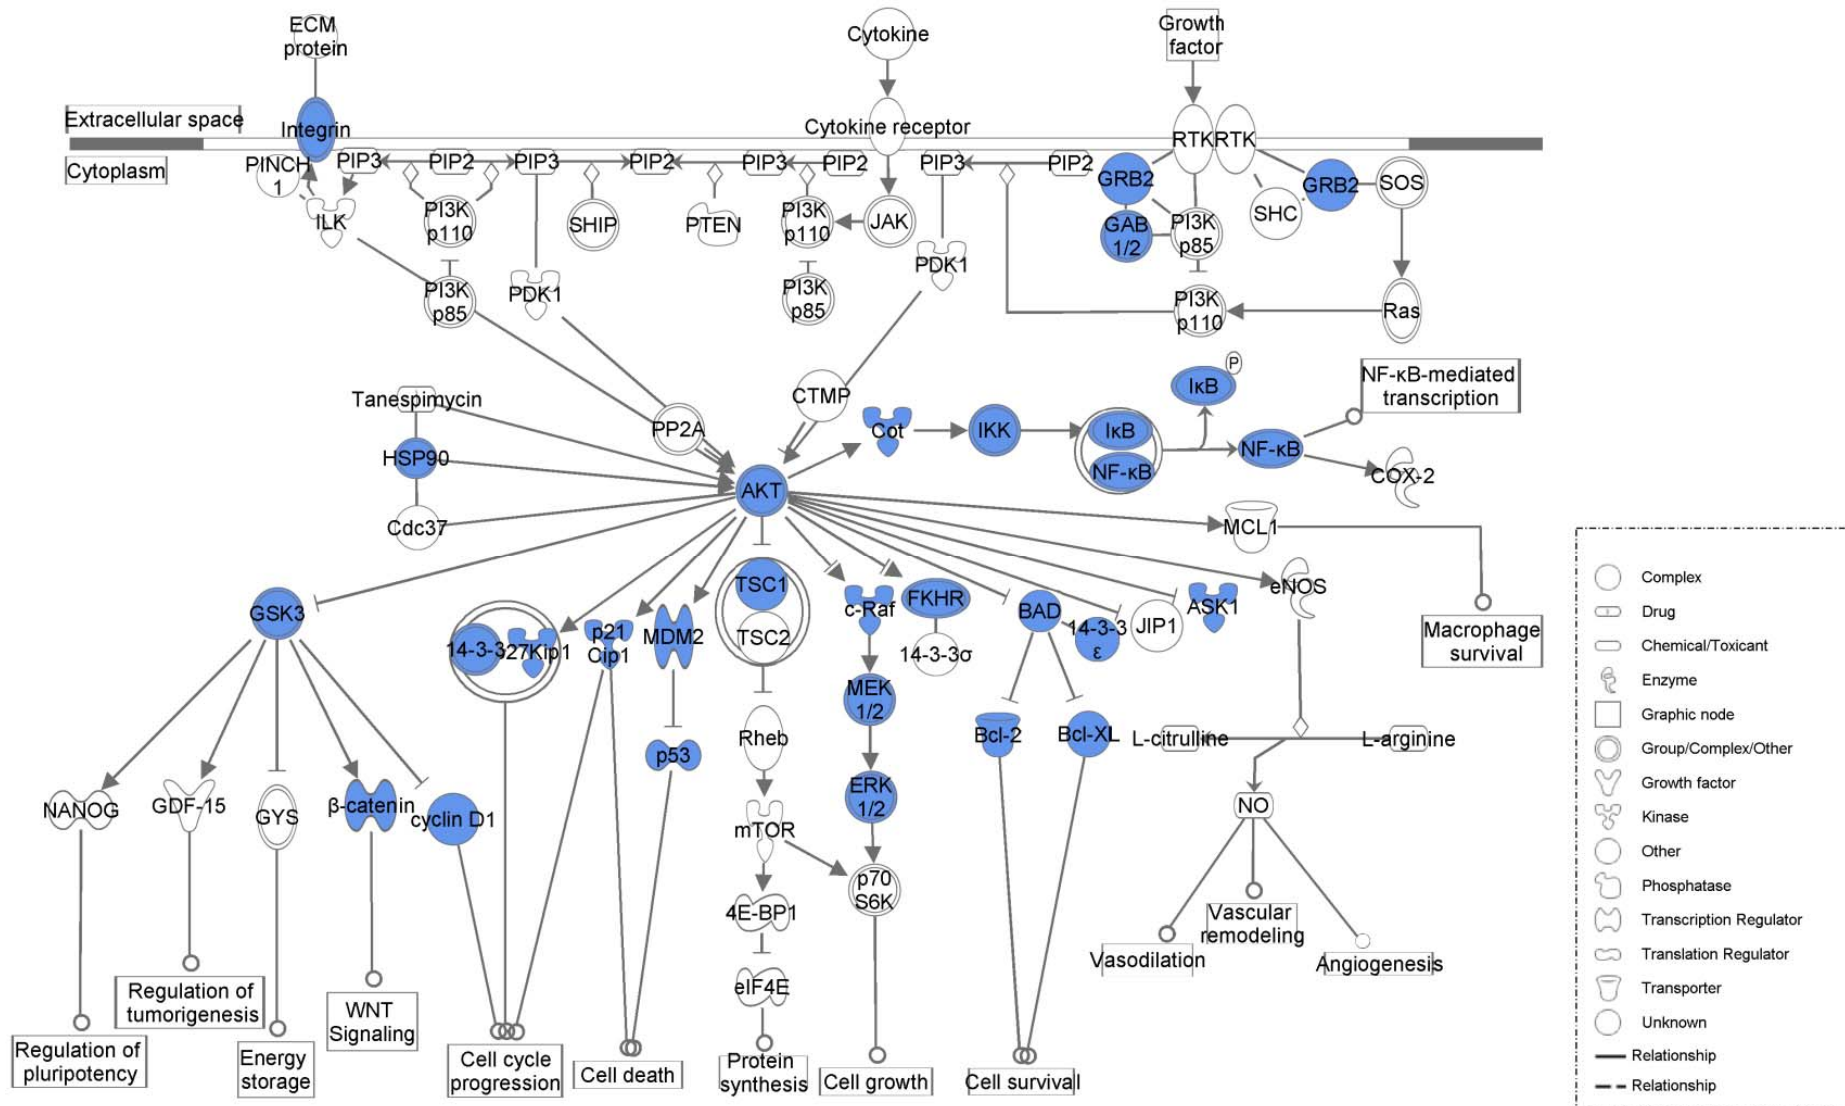 ECM
protein
Cytokine
Growth
factor
Extracellular space
Integrin
Cytokine receptor
RTK
RTK
Cytoplasm
PINCH
1
PIP3
PIP2
PIP3
PIP2
PIP3
PIP2
PIP3
PIP2
GRB2
GRB2
SOS
ILK
PI3K
p110
SHIP
PTEN
PI3K
p110
JAK
GAB
1/2
PI3K
p85
SHC
PDK1
PDK1
PI3K
p85
PI3K
p85
PI3K
p110
Ras
Tanespimycin
CTMP
IκB
P
NF-κB-mediated
transcription
PP2A
Cot
IKK
IκB
NF-κB
NF-κB
COX-2
HSP90
AKT
Cdc37
MCL1
GSK3
14-3-3
27Kip1
p21
Cip1
MDM2
TSC1
TSC2
c-Raf
FKHR
14-3-3σ
BAD
14-3-3
ε
JIP1
ASK1
eNOS
Macrophage
survival
MEK
1/2
p53
Rheb
Bcl-2
Bcl-XL
L-citrulline
L-arginine
NANOG
GDF-15
GYS
β-catenin
cyclin D1
mTOR
ERK
1/2
NO
4E-BP1
p70
S6K
Vascular
remodeling
Vasodilation
Angiogenesis
eIF4E
Regulation of
pluripotency
Regulation of
tumorigenesis
Energy
storage
WNT
Signaling
Cell cycle
progression
Cell death
Protein
synthesis
Cell growth
Cell survival
Complex
Drug
Chemical/Toxicant
Enzyme
Graphic node
Group/Complex/Other
Growth factor
Kinase
Other
Phosphatase
Transcription Regulator
Translation Regulator
Transporter
Unknown
Relationship
Relationship